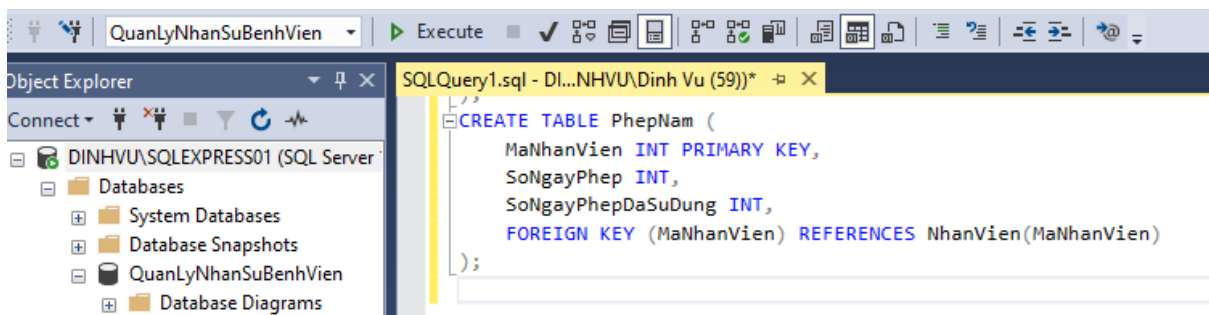 QuanLyNhanSuBenhVien
Execute
Object Explorer
Connect
DINHVU\SQLEXPRESS01 (SQL Server
Databases
System Databases
Database Snapshots
QuanLyNhanSuBenhVien
Database Diagrams
SQLQuery1.sql - DI...NHVU\Dinh Vu (59))*
);
CREATE TABLE PhepNam (
MaNhanVien INT PRIMARY KEY,
SoNgayPhep INT,
SoNgayPhepDaSuDung INT,
FOREIGN KEY (MaNhanVien) REFERENCES NhanVien(MaNhanVien)
);